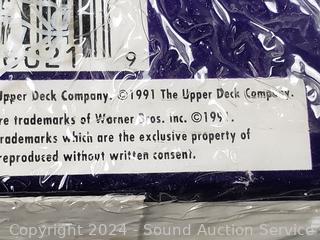 00021 9
Upper Deck Company. ©1991 The Upper Deck Company.
re trademarks of Warner Bros. inc. ©1991.
rademarks which are the exclusive property of
reproduced without written consent.
Copyright 2024 - Sound Auction Service